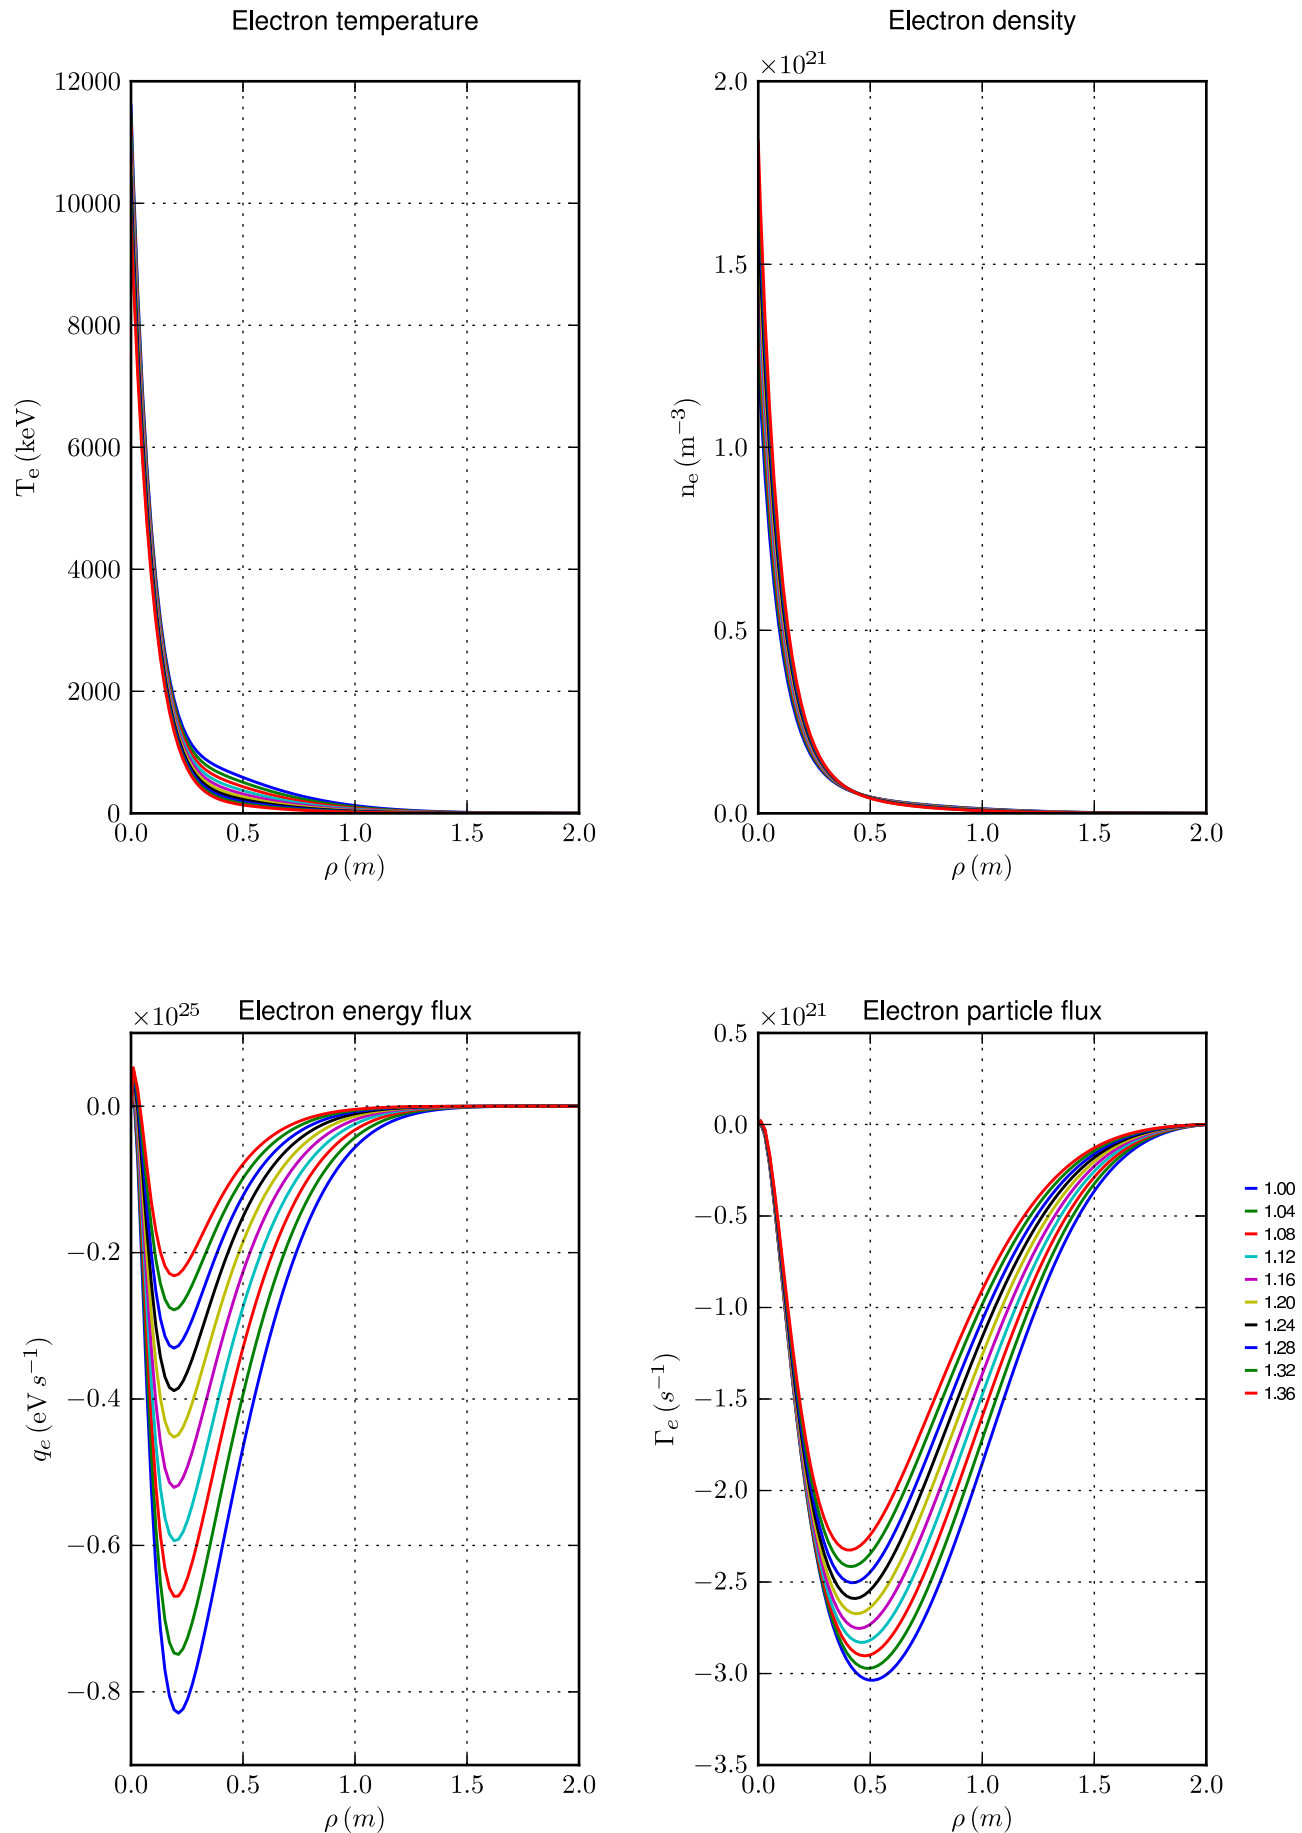 Electron temperature
12000
10000
8000
6000
4000
2000
0
Tₑ (keV)
0.0 0.5 1.0 1.5 2.0
ρ (m)
Electron density
×10²¹
2.0
1.5
1.0
0.5
0.0
nₑ (m⁻³)
0.0 0.5 1.0 1.5 2.0
ρ (m)
Electron energy flux
×10²⁵
0.0
−0.2
−0.4
−0.6
−0.8
qₑ (eV s⁻¹)
0.0 0.5 1.0 1.5 2.0
ρ (m)
Electron particle flux
×10²¹
0.5
0.0
−0.5
−1.0
−1.5
−2.0
−2.5
−3.0
−3.5
Γₑ (s⁻¹)
0.0 0.5 1.0 1.5 2.0
ρ (m)
1.00
1.04
1.08
1.12
1.16
1.20
1.24
1.28
1.32
1.36